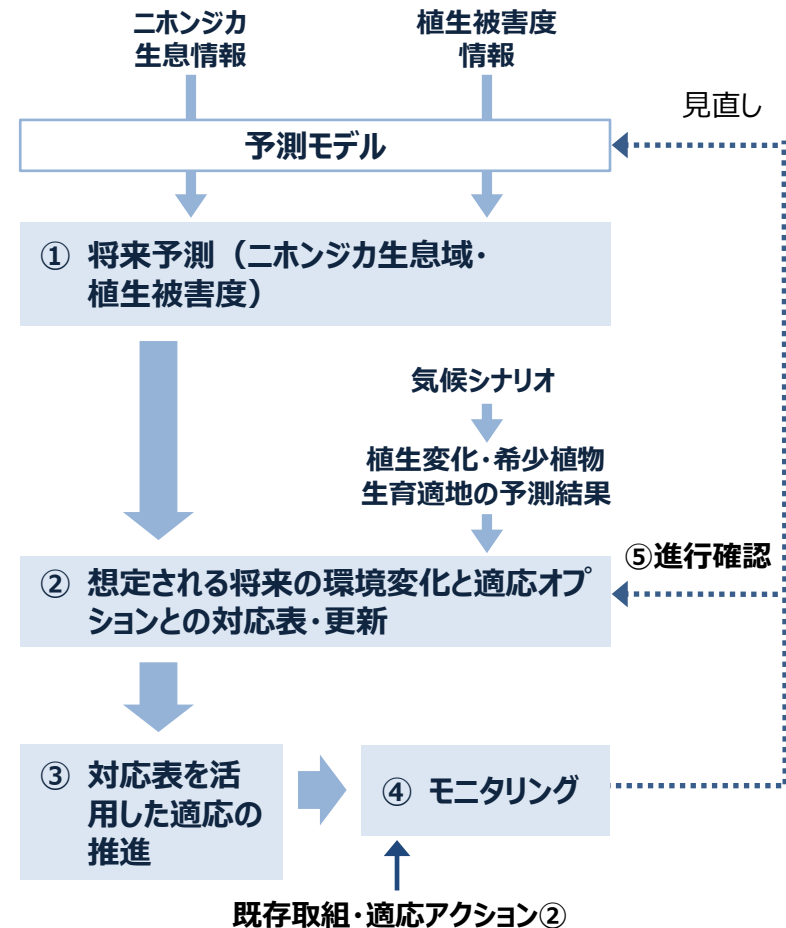 ニホンジカ
生息情報
植生被害度
情報
見直し
予測モデル
① 将来予測（ニホンジカ生息域・
植生被害度）
気候シナリオ
植生変化・希少植物
生育適地の予測結果
⑤進行確認
② 想定される将来の環境変化と適応オプ
ションとの対応表・更新
③ 対応表を活
用した適応の
推進
④ モニタリング
既存取組・適応アクション②